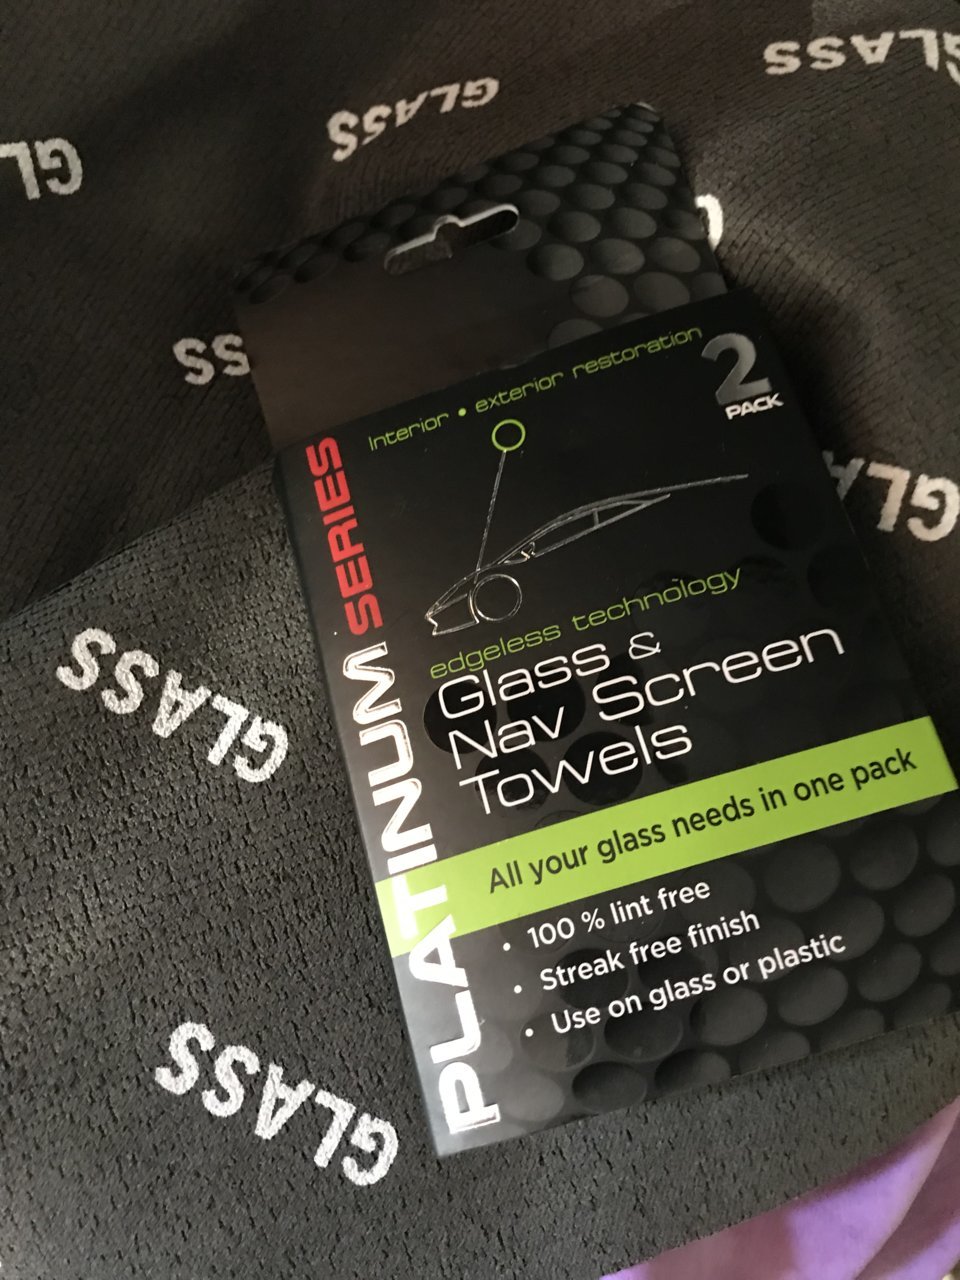 GLASS
GLASS
GL
SS
GLASS
GLASS
GLASS
Interior • exterior restoration
2
PACK
PLATINUM SERIES
edgeless technology
Glass &
Nav Screen
Towels
All your glass needs in one pack
• 100 % lint free
• Streak free finish
• Use on glass or plastic